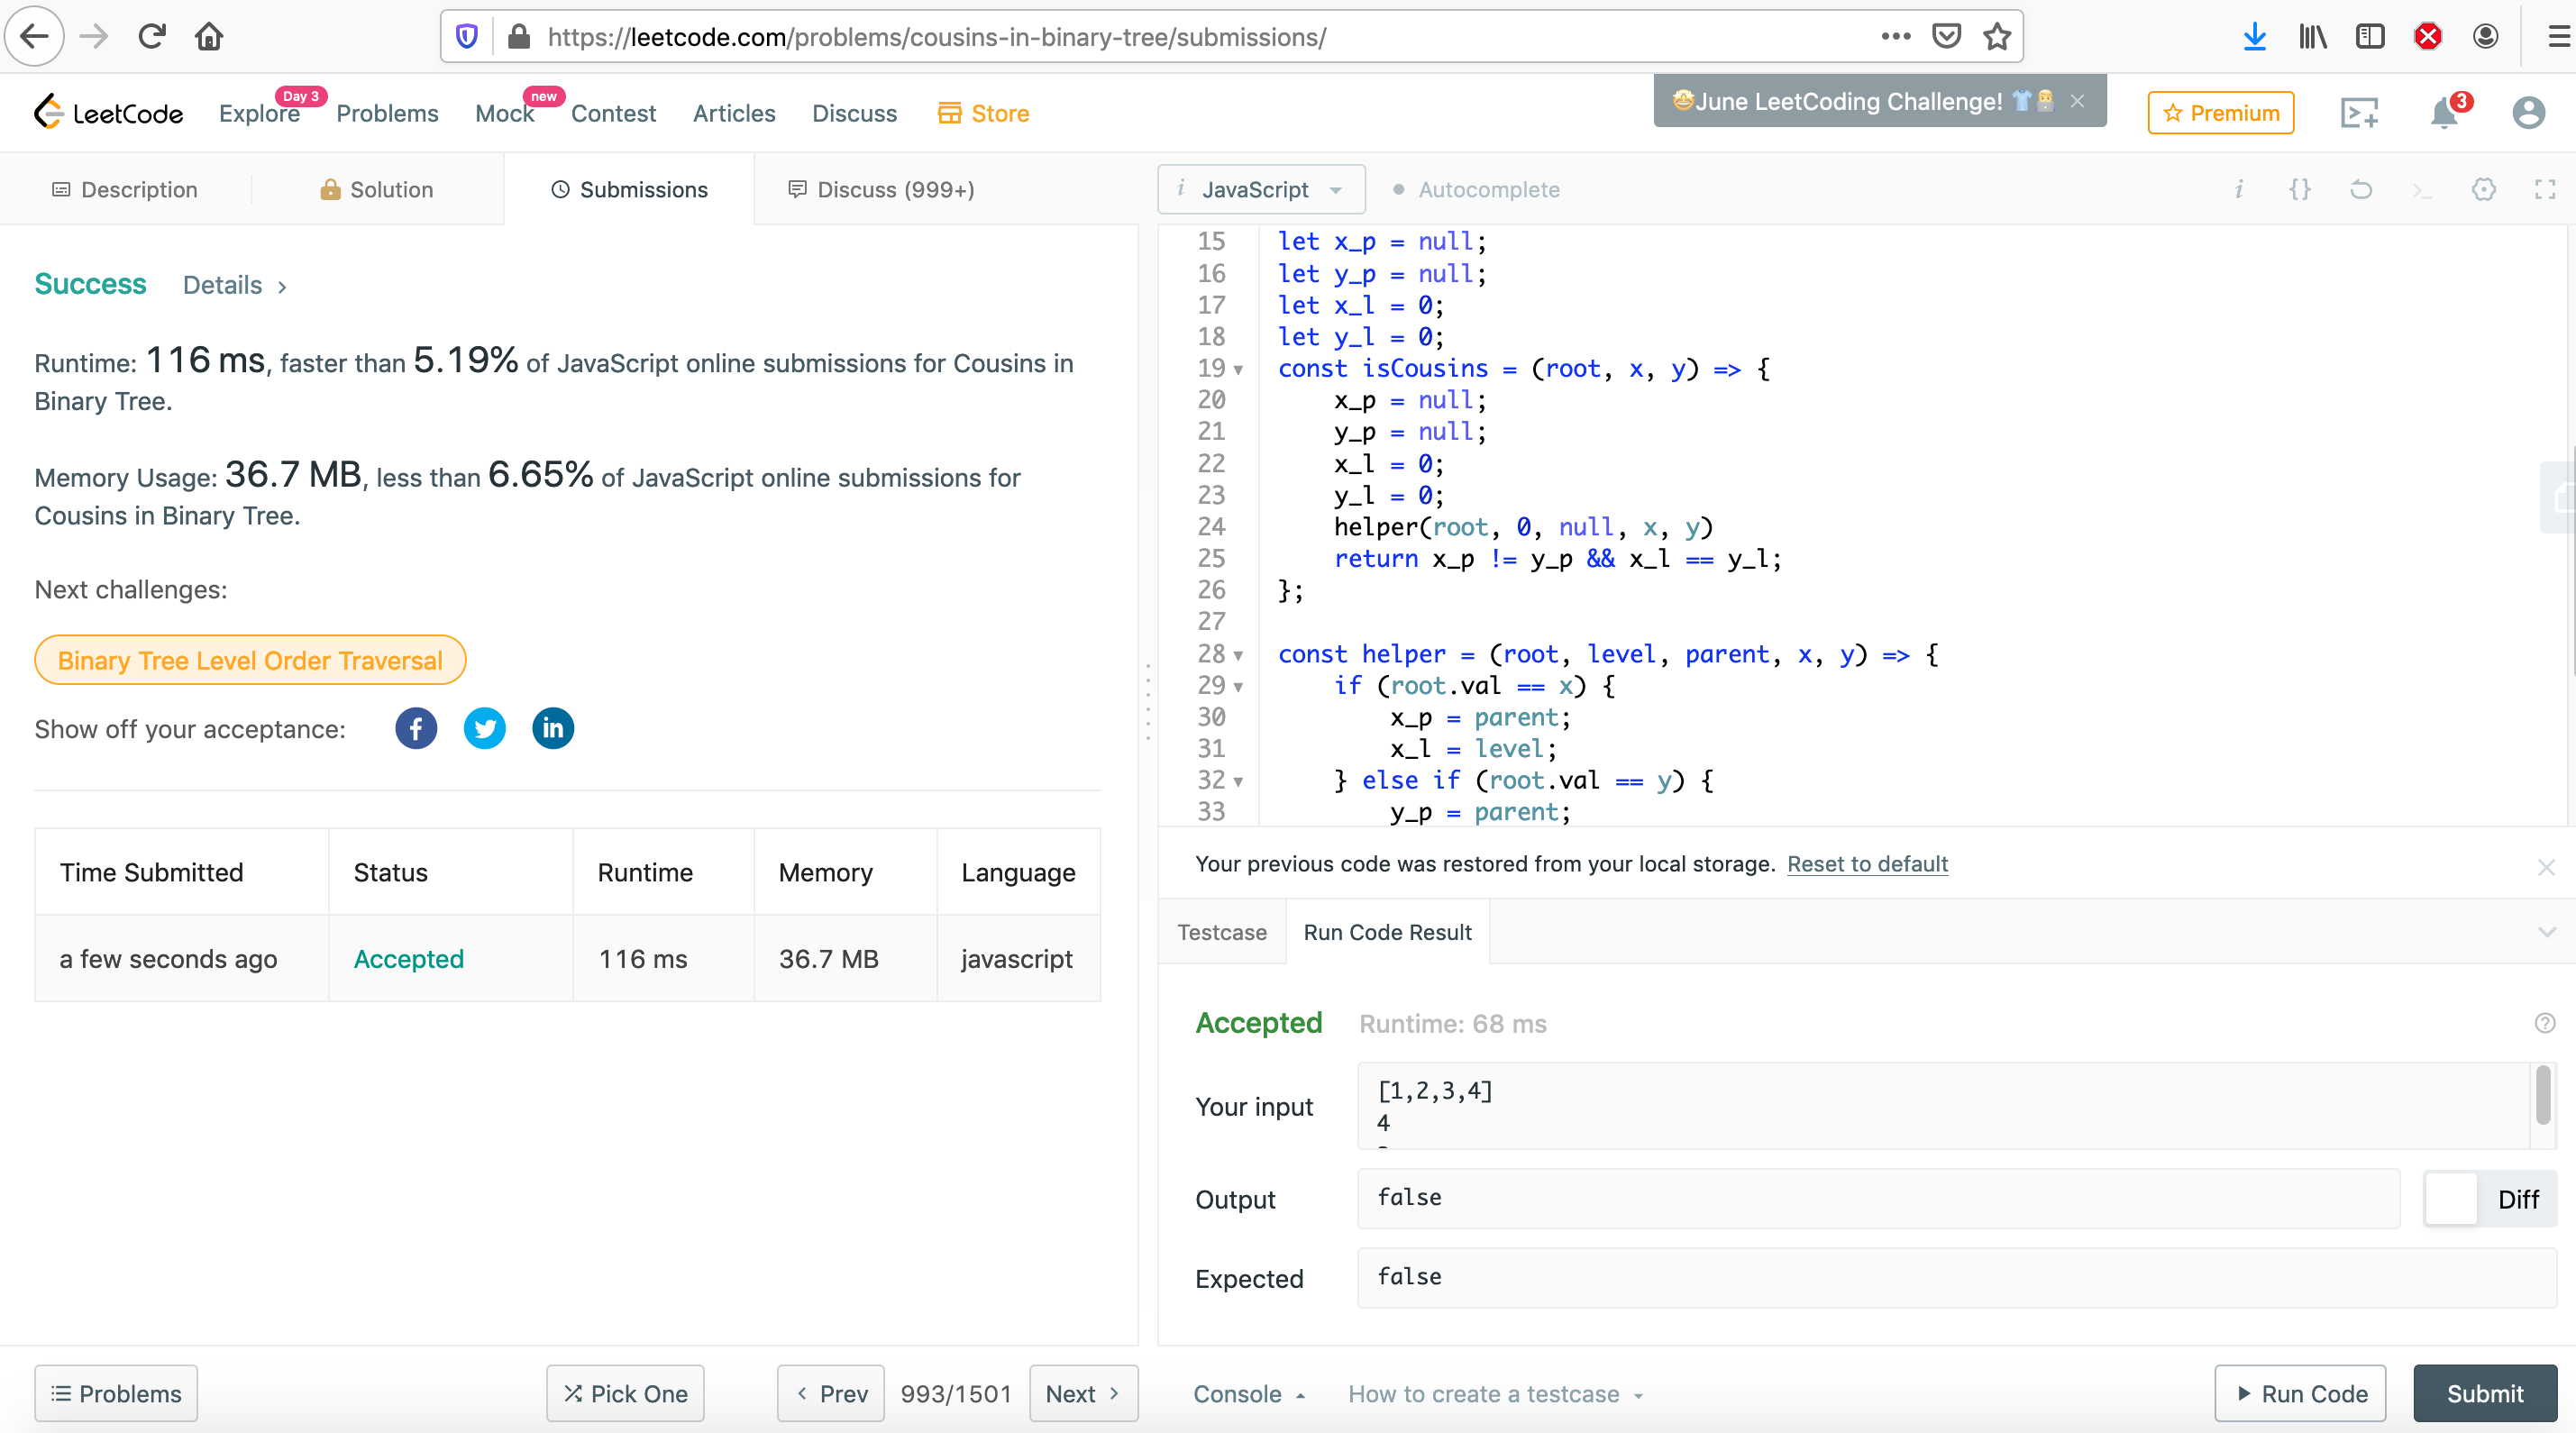 https://leetcode.com/problems/cousins-in-binary-tree/submissions/
LeetCode
Explore
Day 3
Problems
Mock
new
Contest
Articles
Discuss
Store
🤩June LeetCoding Challenge! 👕👨‍💻
Premium
3
Description
Solution
Submissions
Discuss (999+)
i JavaScript
Autocomplete
i {} >_
Success Details >
Runtime: 116 ms, faster than 5.19% of JavaScript online submissions for Cousins in
Binary Tree.
Memory Usage: 36.7 MB, less than 6.65% of JavaScript online submissions for
Cousins in Binary Tree.
Next challenges:
Binary Tree Level Order Traversal
Show off your acceptance:
f
in
Time Submitted Status Runtime Memory Language
a few seconds ago Accepted 116 ms 36.7 MB javascript
15 let x_p = null;
16 let y_p = null;
17 let x_l = 0;
18 let y_l = 0;
19 const isCousins = (root, x, y) => {
20     x_p = null;
21     y_p = null;
22     x_l = 0;
23     y_l = 0;
24     helper(root, 0, null, x, y)
25     return x_p != y_p && x_l == y_l;
26 };
27
28 const helper = (root, level, parent, x, y) => {
29     if (root.val == x) {
30         x_p = parent;
31         x_l = level;
32     } else if (root.val == y) {
33         y_p = parent;
Your previous code was restored from your local storage. Reset to default
Testcase
Run Code Result
Accepted Runtime: 68 ms
Your input
[1,2,3,4]
4
Output
false
Diff
Expected
false
Problems
Pick One
Prev
993/1501
Next
Console
How to create a testcase
Run Code
Submit